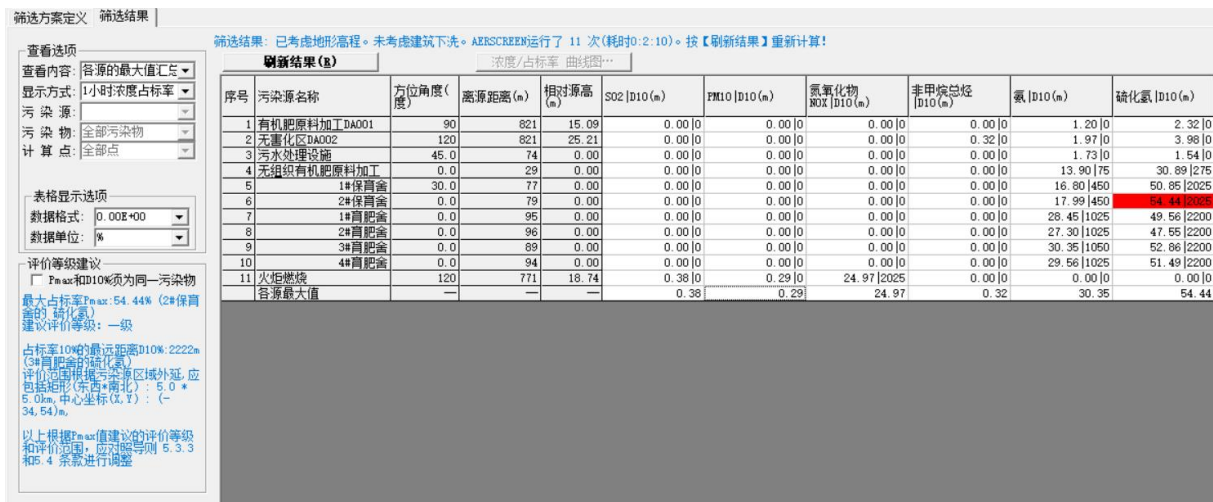 筛选方案定义 筛选结果
筛选结果: 已考虑地形高程。未考虑建筑下洗。AERSCREEN运行了 11 次(耗时0:2:10)。按【刷新结果】重新计算!
刷新结果(R) 浓度/占标率 曲线图…
查看选项
查看内容: 各源的最大值汇总
显示方式: 1小时浓度占标率
污 染 源:
污 染 物: 全部污染物
计 算 点: 全部点
表格显示选项
数据格式: 0.00E+00
数据单位: %
评价等级建议
Pmax和D10%须为同一污染物
最大占标率Pmax:54.44% (2#保育
舍的 硫化氢)
建议评价等级: 一级
占标率10%的最远距离D10%:2222m
(3#育肥舍的硫化氢)
评价范围根据污染源区域外延,应
包括矩形(东西*南北) : 5.0 *
5.0km,中心坐标(X,Y) : (-
34,54)m,
以上根据Pmax值建议的评价等级
和评价范围, 应对照导则 5.3.3
和5.4 条款进行调整
序号 污染源名称 方位角度(度) 离源距离(m) 相对源高(m) SO2|D10(m) PM10|D10(m) 氮氧化物NOX|D10(m) 非甲烷总烃|D10(m) 氨|D10(m) 硫化氢|D10(m)
1 有机肥原料加工DA001 90 821 15.09 0.00|0 0.00|0 0.00|0 0.00|0 1.20|0 2.32|0
2 无害化区DA002 120 821 25.21 0.00|0 0.00|0 0.00|0 0.32|0 1.97|0 3.98|0
3 污水处理设施 45.0 74 0.00 0.00|0 0.00|0 0.00|0 0.00|0 1.73|0 1.54|0
4 无组织有机肥原料加工 0.0 29 0.00 0.00|0 0.00|0 0.00|0 0.00|0 13.90|75 30.89|275
5 1#保育舍 30.0 77 0.00 0.00|0 0.00|0 0.00|0 0.00|0 16.80|450 50.85|2025
6 2#保育舍 0.0 79 0.00 0.00|0 0.00|0 0.00|0 0.00|0 17.99|450 54.44|2025
7 1#育肥舍 0.0 95 0.00 0.00|0 0.00|0 0.00|0 0.00|0 28.45|1025 49.56|2200
8 2#育肥舍 0.0 96 0.00 0.00|0 0.00|0 0.00|0 0.00|0 27.30|1025 47.55|2200
9 3#育肥舍 0.0 89 0.00 0.00|0 0.00|0 0.00|0 0.00|0 30.35|1050 52.86|2200
10 4#育肥舍 0.0 94 0.00 0.00|0 0.00|0 0.00|0 0.00|0 29.56|1025 51.49|2200
11 火炬燃烧 120 771 18.74 0.38|0 0.29|0 24.97|2025 0.00|0 0.00|0 0.00|0
各源最大值 — — — 0.38 0.29 24.97 0.32 30.35 54.44